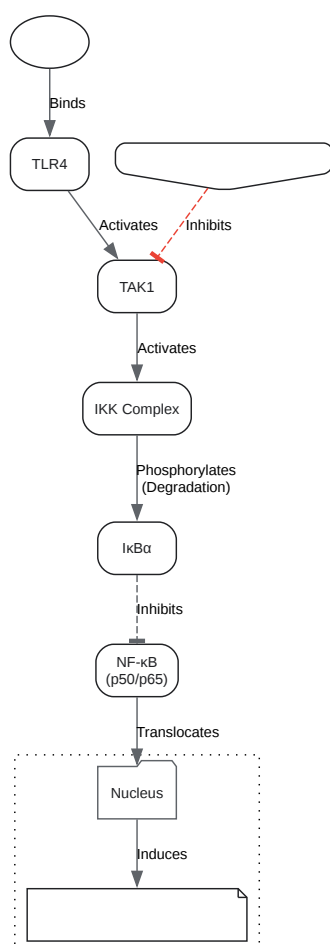 Binds
TLR4
Activates
Inhibits
TAK1
Activates
IKK Complex
Phosphorylates
(Degradation)
IκBα
Inhibits
NF-κB
(p50/p65)
Translocates
Nucleus
Induces